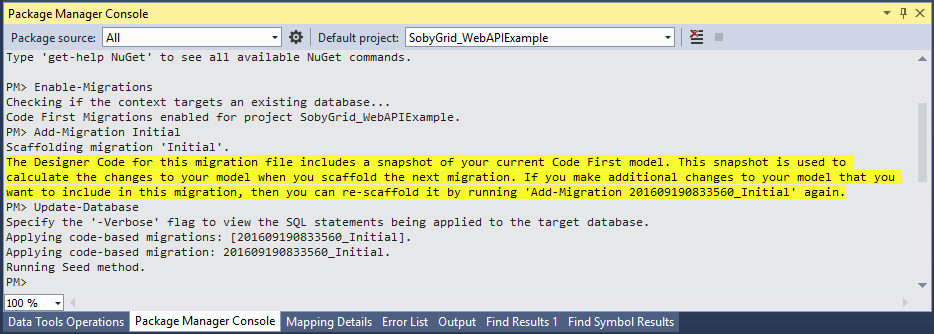 Package Manager Console
Package source: All Default project: SobyGrid_WebAPIExample
Type 'get-help NuGet' to see all available NuGet commands.
PM> Enable-Migrations
Checking if the context targets an existing database...
Code First Migrations enabled for project SobyGrid_WebAPIExample.
PM> Add-Migration Initial
Scaffolding migration 'Initial'.
The Designer Code for this migration file includes a snapshot of your current Code First model. This snapshot is used to
calculate the changes to your model when you scaffold the next migration. If you make additional changes to your model that you
want to include in this migration, then you can re-scaffold it by running 'Add-Migration 201609190833560_Initial' again.
PM> Update-Database
Specify the '-Verbose' flag to view the SQL statements being applied to the target database.
Applying code-based migrations: [201609190833560_Initial].
Applying code-based migration: 201609190833560_Initial.
Running Seed method.
PM>
100 %
Data Tools Operations Package Manager Console Mapping Details Error List Output Find Results 1 Find Symbol Results